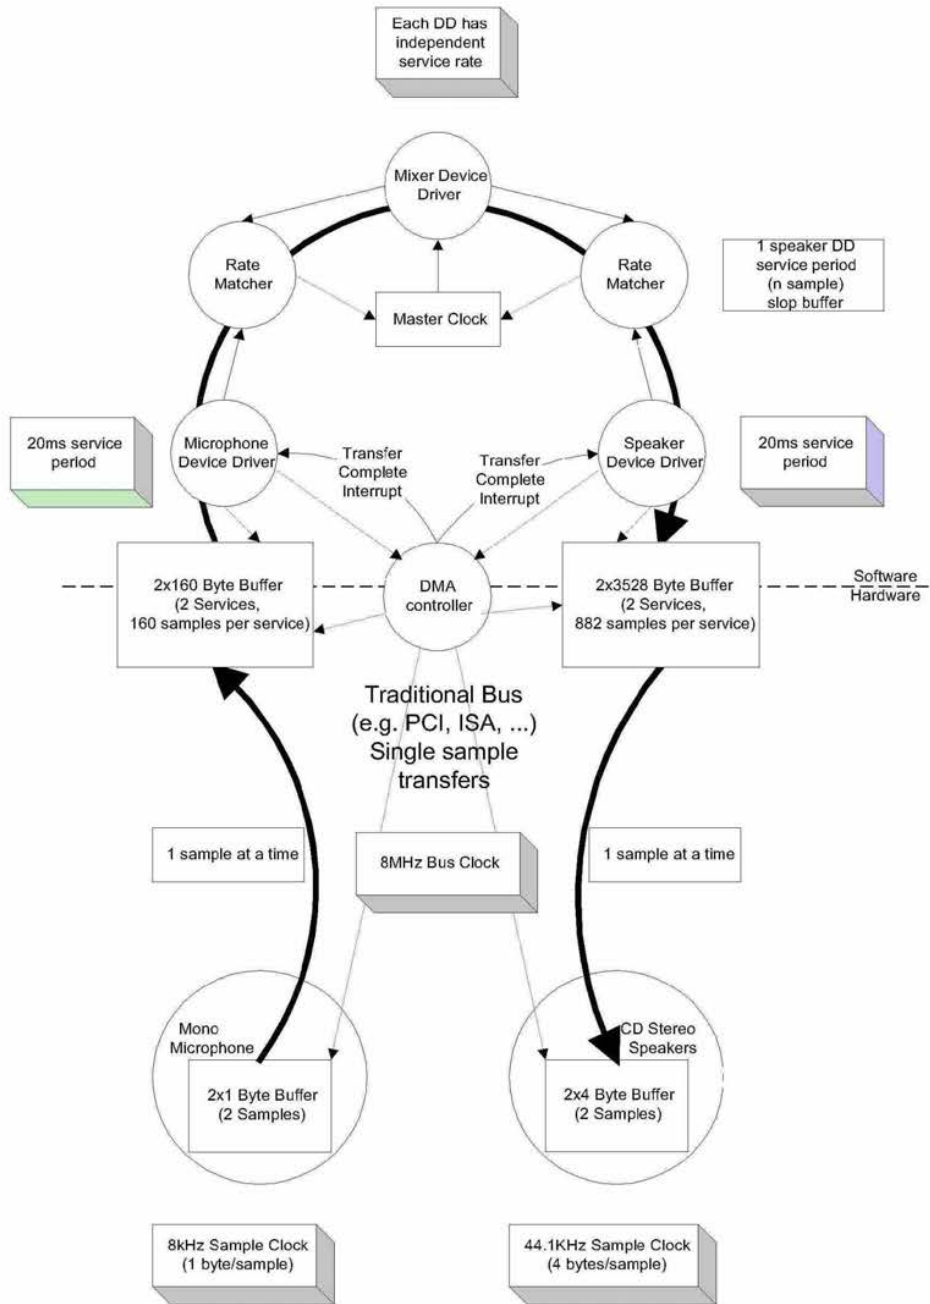 Each DD has
independent
service rate
Mixer Device
Driver
Rate
Matcher
Rate
Matcher
1 speaker DD
service period
(n sample)
slop buffer
Master Clock
20ms service
period
Microphone
Device Driver
Transfer
Complete
Interrupt
Transfer
Complete
Interrupt
Speaker
Device Driver
20ms service
period
2x160 Byte Buffer
(2 Services,
160 samples per service)
DMA
controller
2x3528 Byte Buffer
(2 Services,
882 samples per service)
Software
Hardware
Traditional Bus
(e.g. PCI, ISA, ...)
Single sample
transfers
1 sample at a time
8MHz Bus Clock
1 sample at a time
Mono
Microphone
2x1 Byte Buffer
(2 Samples)
CD Stereo
Speakers
2x4 Byte Buffer
(2 Samples)
8kHz Sample Clock
(1 byte/sample)
44.1KHz Sample Clock
(4 bytes/sample)